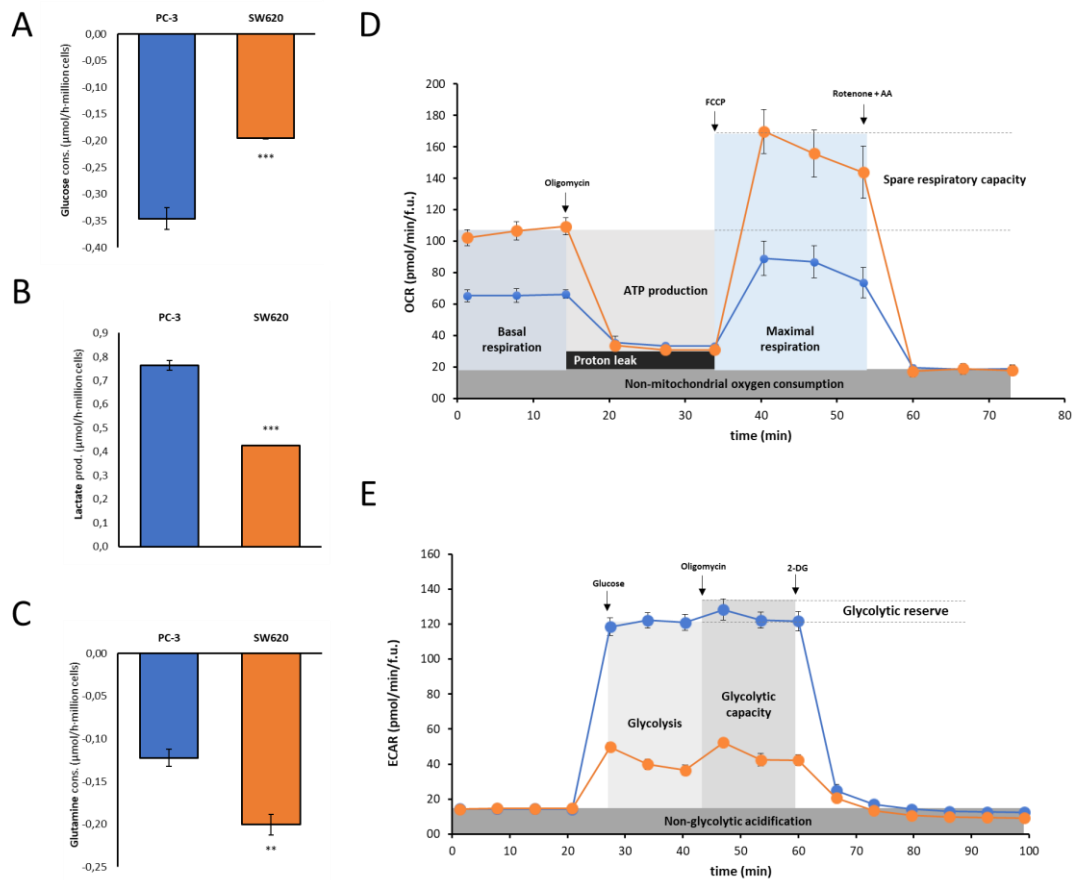 A
PC-3 SW620
0,00
-0,05
-0,10
-0,15
-0,20
-0,25
-0,30
-0,35
-0,40
***
Glucose cons. (µmol/h-million cells)
B
PC-3 SW620
0,9
0,8
0,7
0,6
0,5
0,4
0,3
0,2
0,1
0,0
***
Lactate prod. (µmol/h-million cells)
C
PC-3 SW620
0,00
-0,05
-0,10
-0,15
-0,20
-0,25
**
Glutamine cons. (µmol/h-million cells)
D
200
180
160
140
120
100
80
60
40
20
00
OCR (pmol/min/f.u.)
Oligomycin
FCCP
Rotenone + AA
Spare respiratory capacity
ATP production
Basal
respiration
Maximal
respiration
Proton leak
Non-mitochondrial oxygen consumption
0 10 20 30 40 50 60 70 80
time (min)
E
160
140
120
100
80
60
40
20
00
ECAR (pmol/min/f.u.)
Glucose
Oligomycin
2-DG
Glycolytic reserve
Glycolysis
Glycolytic
capacity
Non-glycolytic acidification
0 10 20 30 40 50 60 70 80 90 100
time (min)